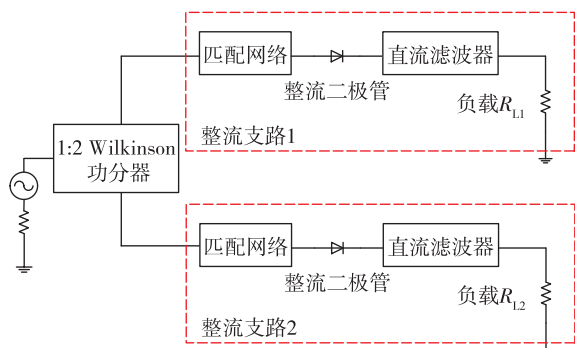 匹配网络
直流滤波器
整流二极管
负载RL1
整流支路1
1:2 Wilkinson
功分器
匹配网络
直流滤波器
整流二极管
负载RL2
整流支路2